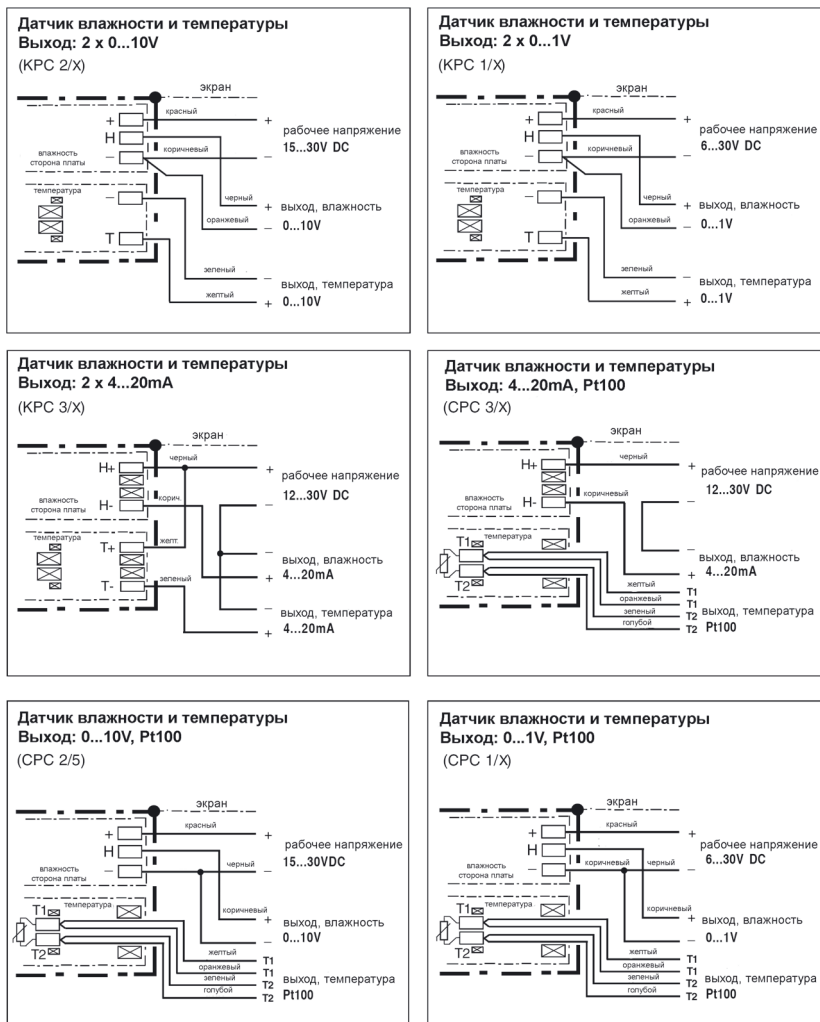 Датчик влажности и температуры
Выход: 2 x 0...10V
(KPC 2/X)
экран
красный
+
+
рабочее напряжение
H
15...30V DC
влажность
сторона платы
коричневый
–
–
температура
черный
–
+ выход, влажность
оранжевый
– 0...10V
T
зеленый
–
выход, температура
желтый
+ 0...10V
Датчик влажности и температуры
Выход: 2 x 0...1V
(KPC 1/X)
экран
красный
+
+
рабочее напряжение
H
6...30V DC
влажность
сторона платы
коричневый
–
–
температура
черный
–
+ выход, влажность
оранжевый
– 0...1V
T
зеленый
–
выход, температура
желтый
+ 0...1V
Датчик влажности и температуры
Выход: 2 x 4...20mA
(KPC 3/X)
экран
черный
H+
+
рабочее напряжение
12...30V DC
влажность
сторона платы
H-
корич.
–
температура
T+
желт.
–
выход, влажность
+ 4...20mA
T-
зеленый
–
выход, температура
+ 4...20mA
Датчик влажности и температуры
Выход: 4...20mA, Pt100
(CPC 3/X)
экран
черный
H+
+
рабочее напряжение
12...30V DC
влажность
сторона платы
H-
коричневый
–
T1
температура
–
выход, влажность
+ 4...20mA
T2
желтый
T1
оранжевый
T1
зеленый
T2 выход, температура
голубой
T2 Pt100
Датчик влажности и температуры
Выход: 0...10V, Pt100
(CPC 2/5)
экран
красный
+
+
рабочее напряжение
H
15...30VDC
влажность
сторона платы
–
черный
–
T1
температура
коричневый
+ выход, влажность
– 0...10V
T2
желтый
T1
оранжевый
T1
зеленый
T2 выход, температура
голубой
T2 Pt100
Датчик влажности и температуры
Выход: 0...1V, Pt100
(CPC 1/X)
экран
красный
+
+
рабочее напряжение
H
6...30V DC
влажность
сторона платы
–
коричневый
черный
–
T1
температура
коричневый
+ выход, влажность
– 0...1V
T2
желтый
T1
оранжевый
T1
зеленый
T2 выход, температура
голубой
T2 Pt100